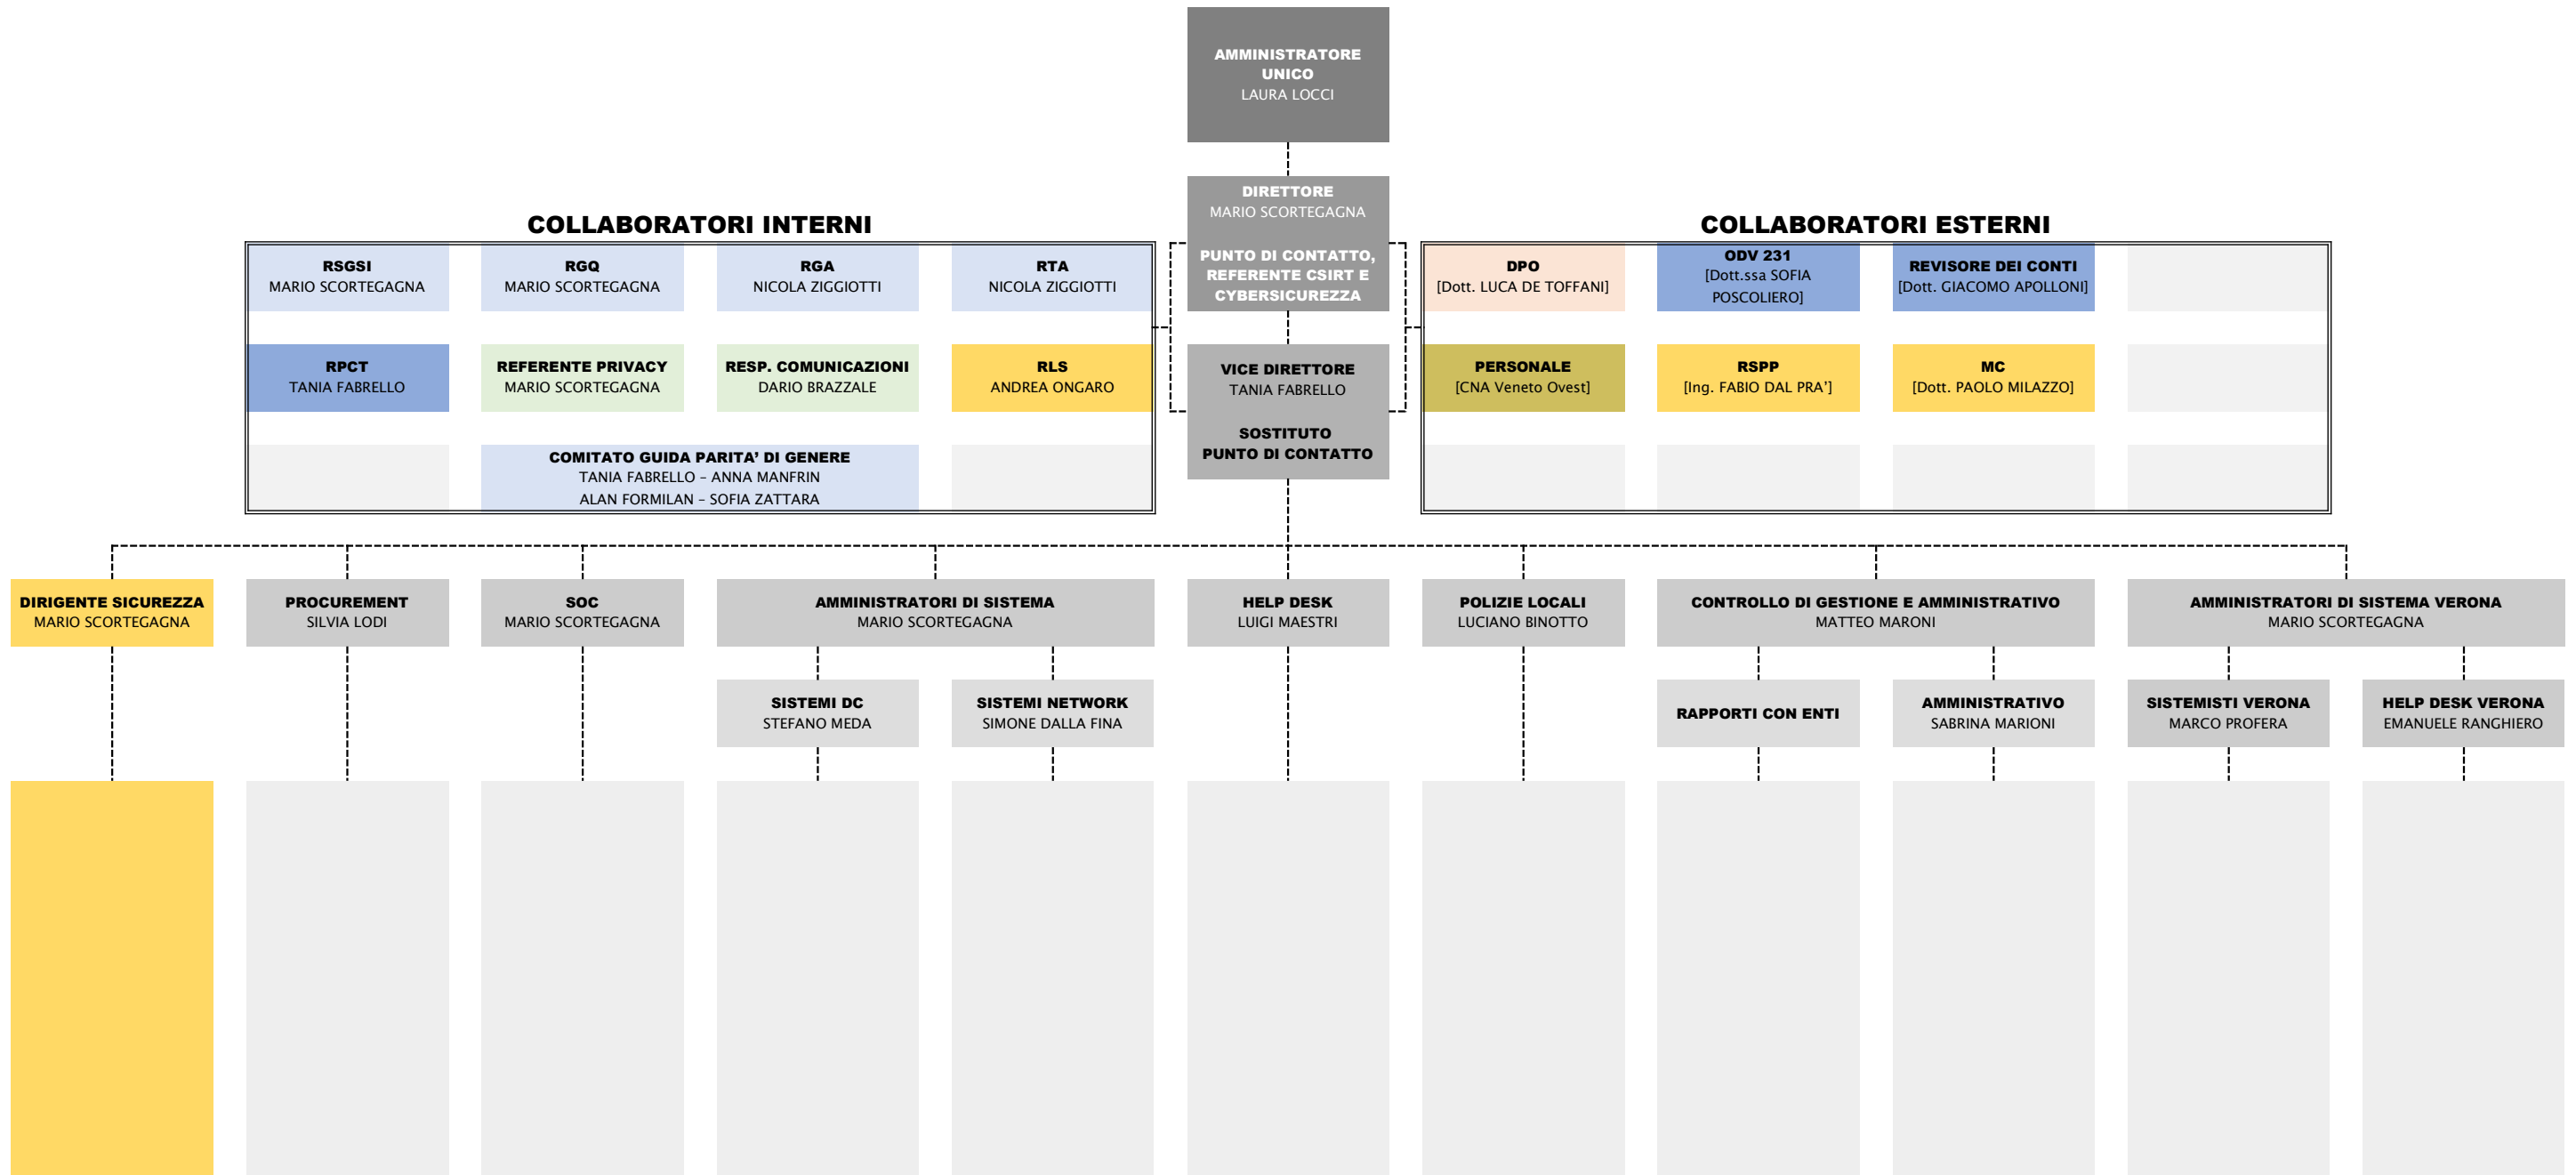 AMMINISTRATORE
UNICO
LAURA LOCCI
DIRETTORE
MARIO SCORTEGAGNA
PUNTO DI CONTATTO,
REFERENTE CSIRT E
CYBERSICUREZZA
VICE DIRETTORE
TANIA FABRELLO
SOSTITUTO
PUNTO DI CONTATTO
COLLABORATORI INTERNI
RSGSI
MARIO SCORTEGAGNA
RGQ
MARIO SCORTEGAGNA
RGA
NICOLA ZIGGIOTTI
RTA
NICOLA ZIGGIOTTI
RPCT
TANIA FABRELLO
REFERENTE PRIVACY
MARIO SCORTEGAGNA
RESP. COMUNICAZIONI
DARIO BRAZZALE
RLS
ANDREA ONGARO
COMITATO GUIDA PARITA’ DI GENERE
TANIA FABRELLO – ANNA MANFRIN
ALAN FORMILAN – SOFIA ZATTARA
COLLABORATORI ESTERNI
DPO
[Dott. LUCA DE TOFFANI]
ODV 231
[Dott.ssa SOFIA
POSCOLIERO]
REVISORE DEI CONTI
[Dott. GIACOMO APOLLONI]
PERSONALE
[CNA Veneto Ovest]
RSPP
[Ing. FABIO DAL PRA’]
MC
[Dott. PAOLO MILAZZO]
DIRIGENTE SICUREZZA
MARIO SCORTEGAGNA
PROCUREMENT
SILVIA LODI
SOC
MARIO SCORTEGAGNA
AMMINISTRATORI DI SISTEMA
MARIO SCORTEGAGNA
HELP DESK
LUIGI MAESTRI
POLIZIE LOCALI
LUCIANO BINOTTO
CONTROLLO DI GESTIONE E AMMINISTRATIVO
MATTEO MARONI
AMMINISTRATORI DI SISTEMA VERONA
MARIO SCORTEGAGNA
SISTEMI DC
STEFANO MEDA
SISTEMI NETWORK
SIMONE DALLA FINA
RAPPORTI CON ENTI
AMMINISTRATIVO
SABRINA MARIONI
SISTEMISTI VERONA
MARCO PROFERA
HELP DESK VERONA
EMANUELE RANGHIERO